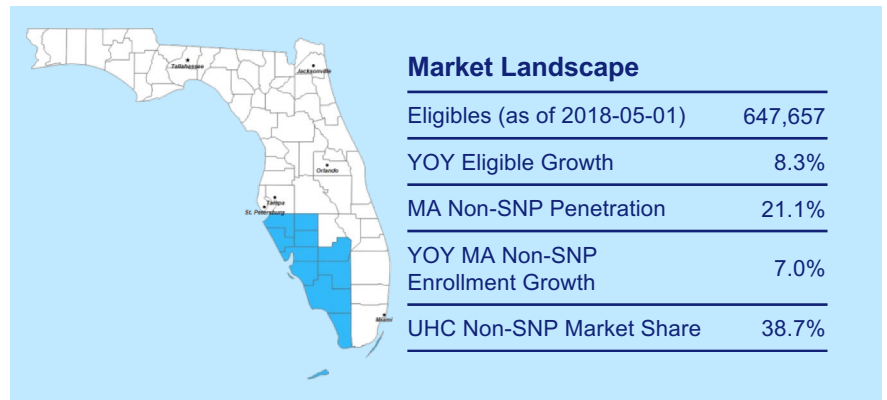 Tallahassee
Jacksonville
Orlando
Tampa
St. Petersburg
Miami
Market Landscape
Eligibles (as of 2018-05-01) 647,657
YOY Eligible Growth 8.3%
MA Non-SNP Penetration 21.1%
YOY MA Non-SNP
Enrollment Growth 7.0%
UHC Non-SNP Market Share 38.7%